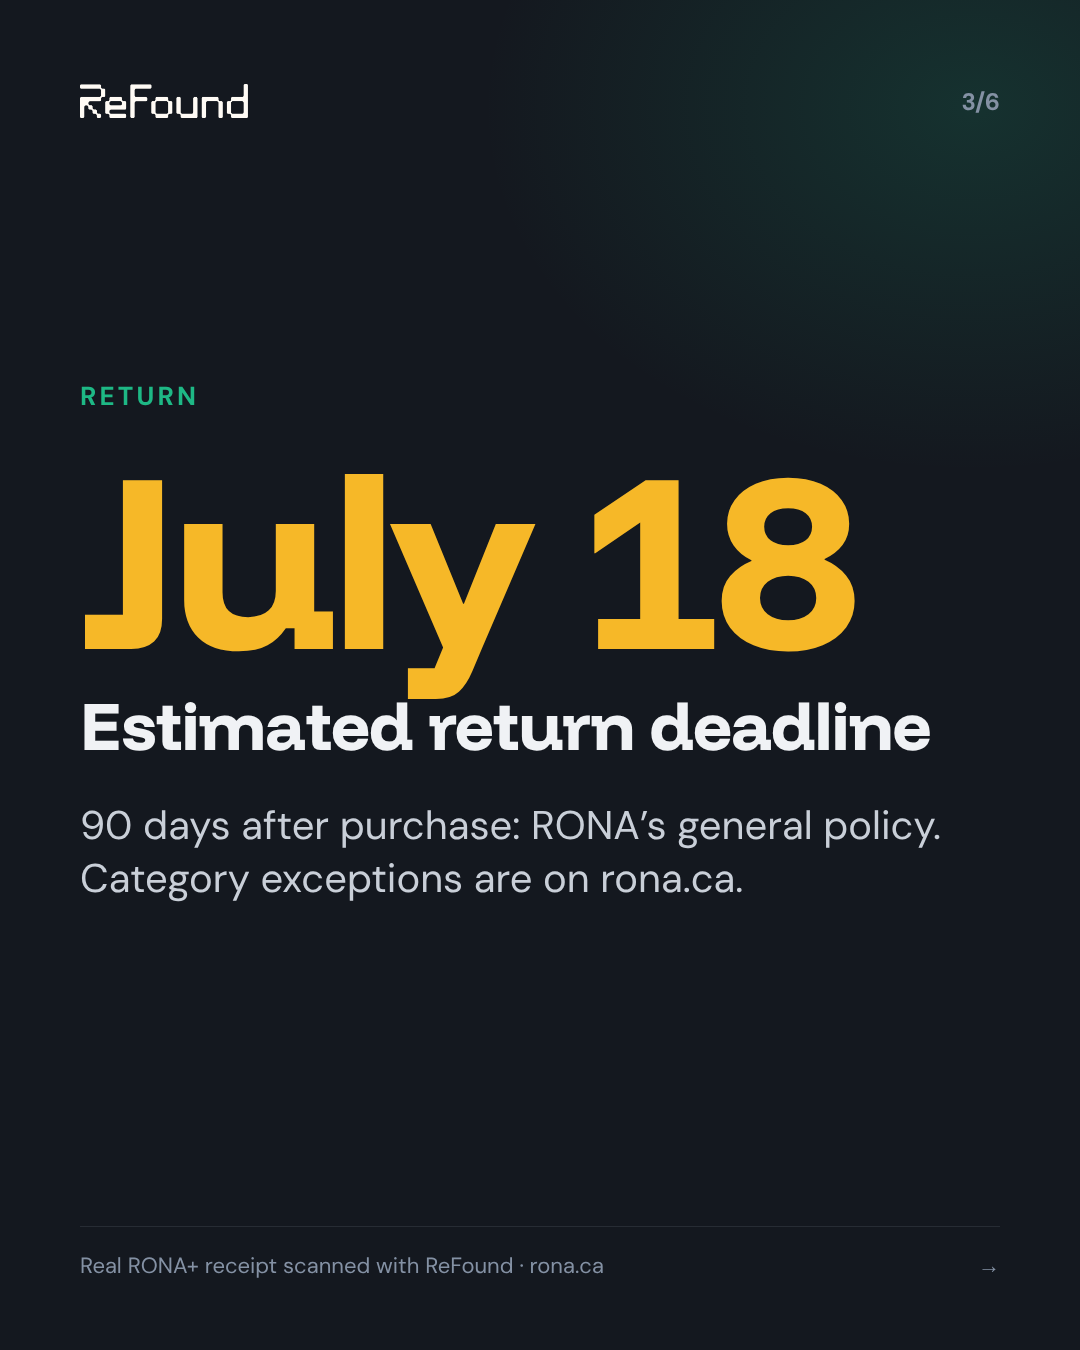 ReFound
3/6
RETURN
July 18
Estimated return deadline
90 days after purchase: RONA’s general policy.
Category exceptions are on rona.ca.
Real RONA+ receipt scanned with ReFound · rona.ca
→